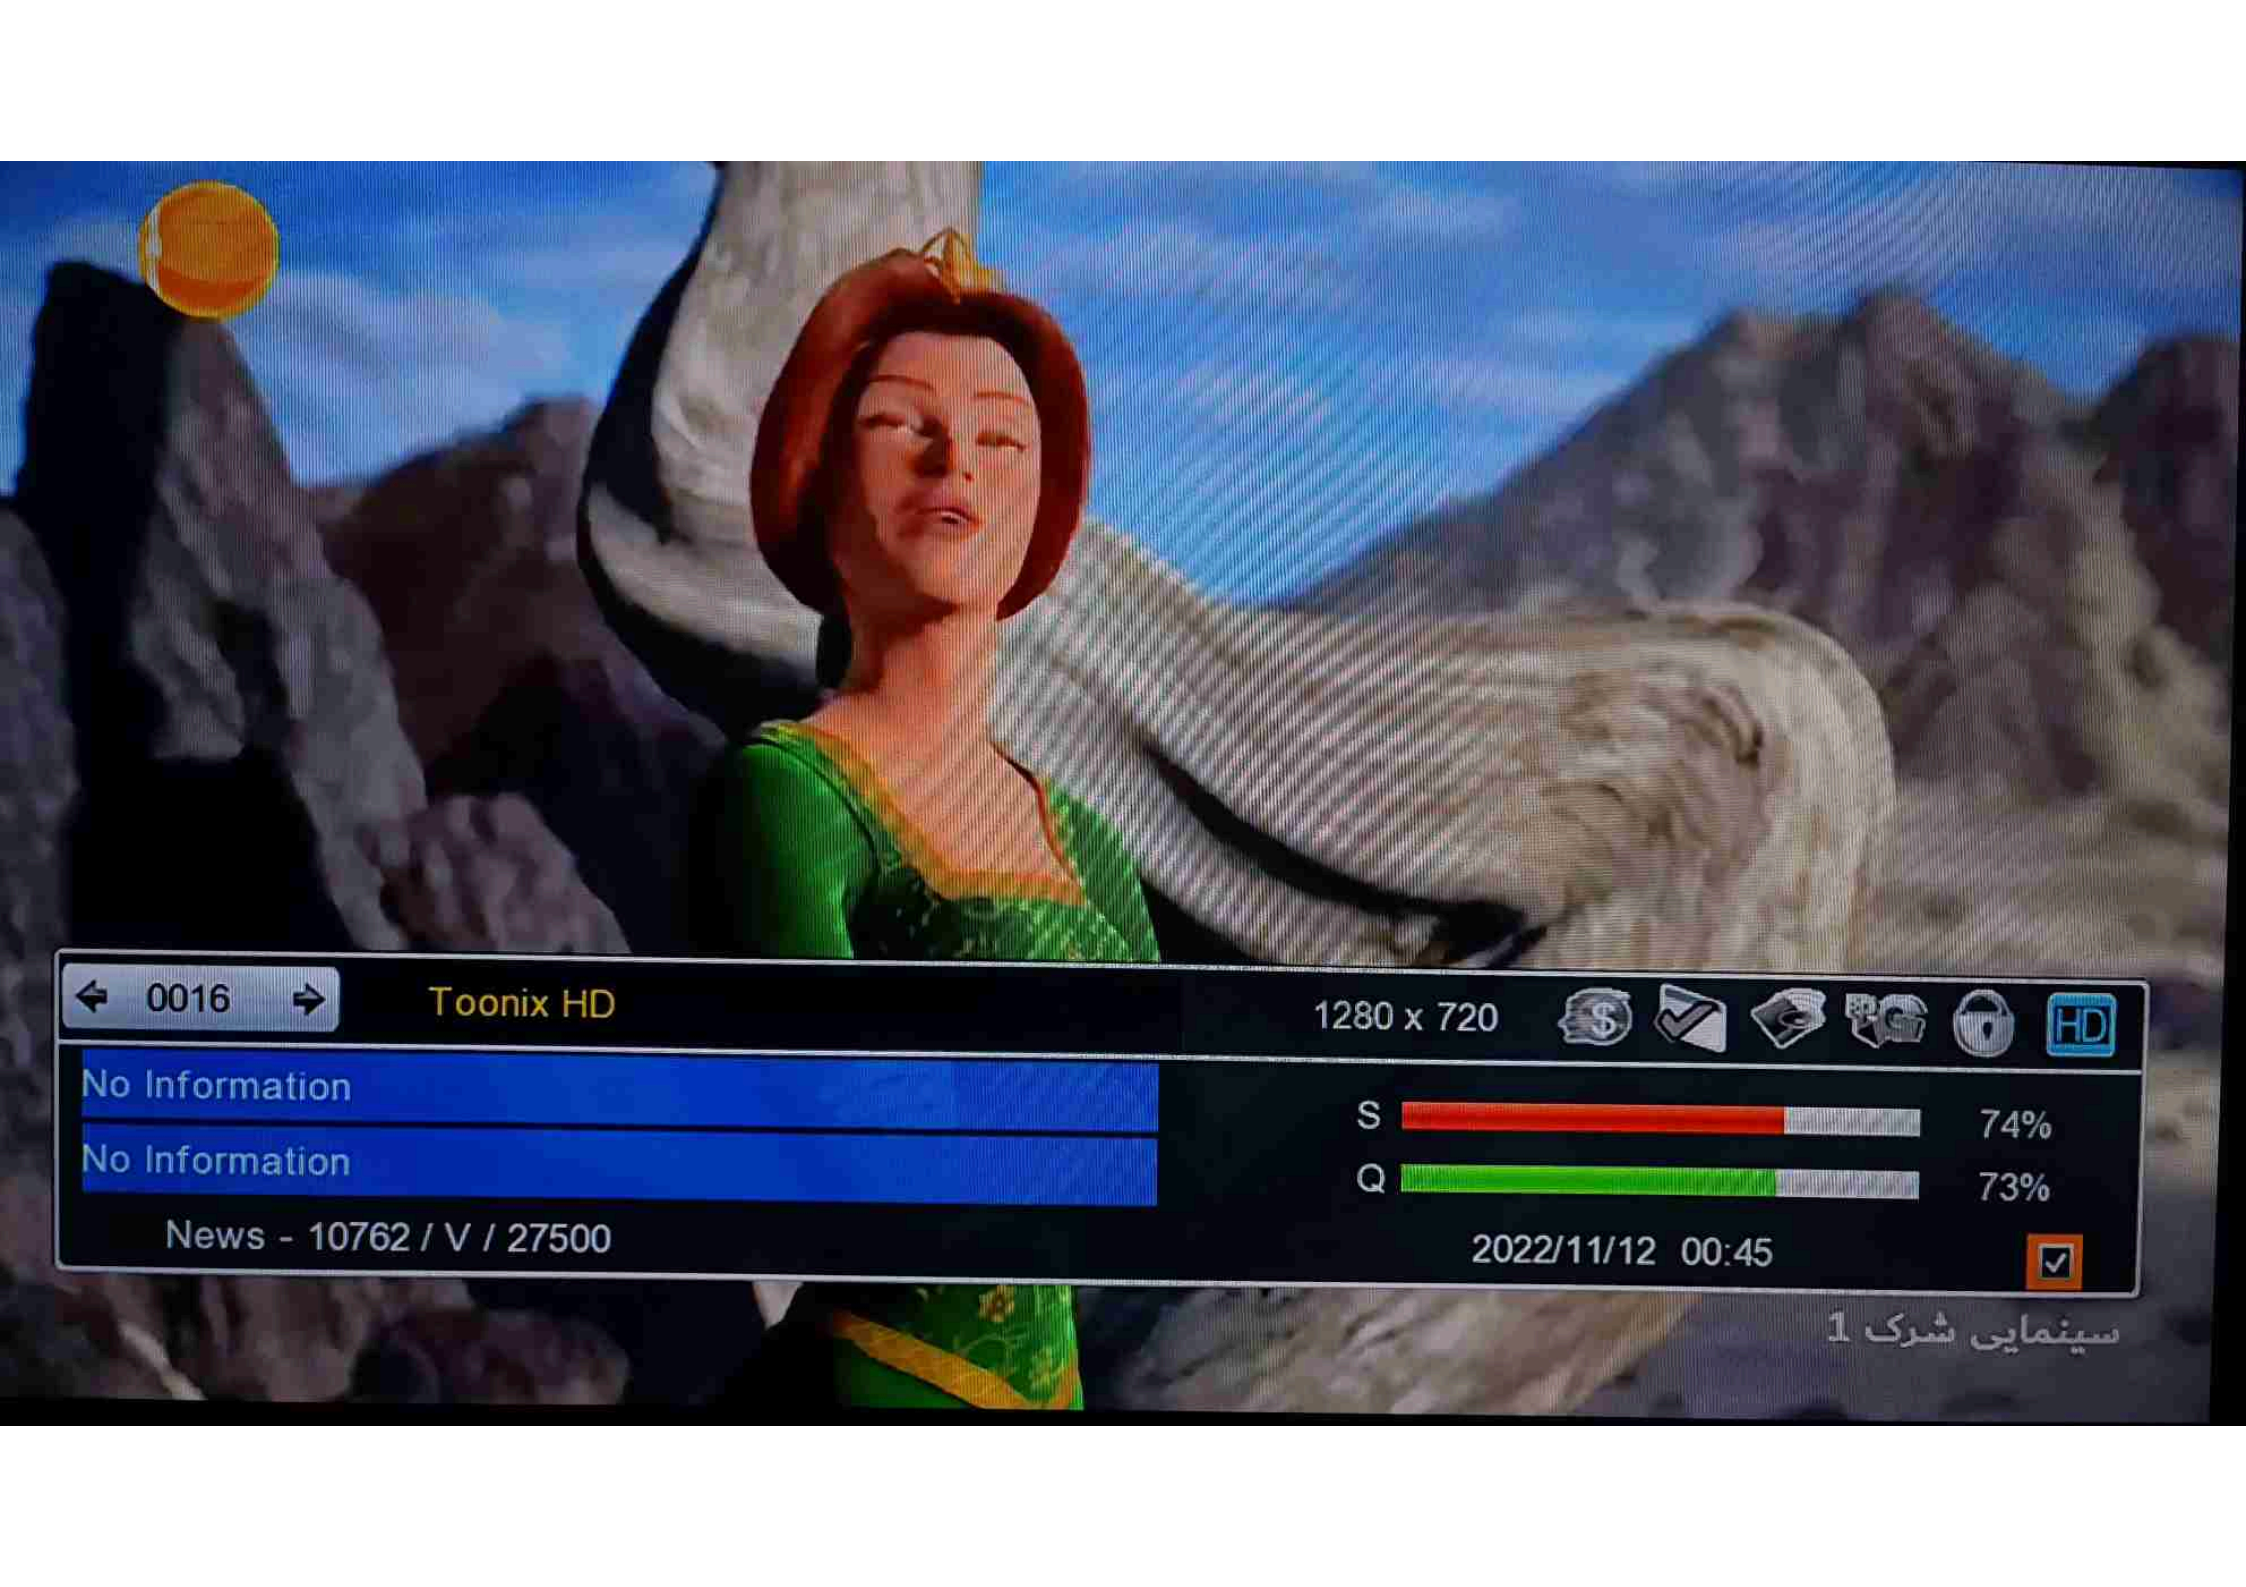 0016 Toonix HD 1280 x 720 $ HD
No Information
No Information
S 74%
Q 73%
News - 10762 / V / 27500 2022/11/12 00:45
سینمایی شرک 1